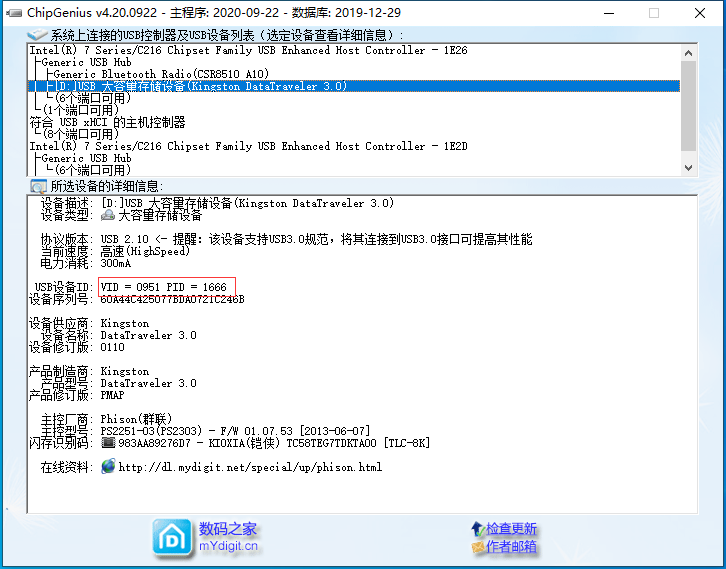 ChipGenius v4.20.0922 - 主程序: 2020-09-22 - 数据库: 2019-12-29
系统上连接的USB控制器及USB设备列表（选定设备查看详细信息）:
Intel(R) 7 Series/C216 Chipset Family USB Enhanced Host Controller - 1E26
Generic USB Hub
Generic Bluetooth Radio(CSR8510 A10)
[D:]USB 大容量存储设备(Kingston DataTraveler 3.0)
(6个端口可用)
(1个端口可用)
符合 USB xHCI 的主机控制器
(8个端口可用)
Intel(R) 7 Series/C216 Chipset Family USB Enhanced Host Controller - 1E2D
Generic USB Hub
(6个端口可用)
所选设备的详细信息:
设备描述: [D:]USB 大容量存储设备(Kingston DataTraveler 3.0)
设备类型: 大容量存储设备
协议版本: USB 2.10 <- 提醒：该设备支持USB3.0规范，将其连接到USB3.0接口可提高其性能
当前速度: 高速(HighSpeed)
电力消耗: 300mA
USB设备ID: VID = 0951 PID = 1666
设备序列号: 60A44C425077BDA0721C246B
设备供应商: Kingston
设备名称: DataTraveler 3.0
设备修订版: 0110
产品制造商: Kingston
产品型号: DataTraveler 3.0
产品修订版: PMAP
主控厂商: Phison(群联)
主控型号: PS2251-03(PS2303) - F/W 01.07.53 [2013-06-07]
闪存识别码: 983AA89276D7 - KIOXIA(铠侠) TC58TEG7TDKTA00 [TLC-8K]
在线资料: http://dl.mydigit.net/special/up/phison.html
数码之家
mYdigit.cn
检查更新
作者邮箱